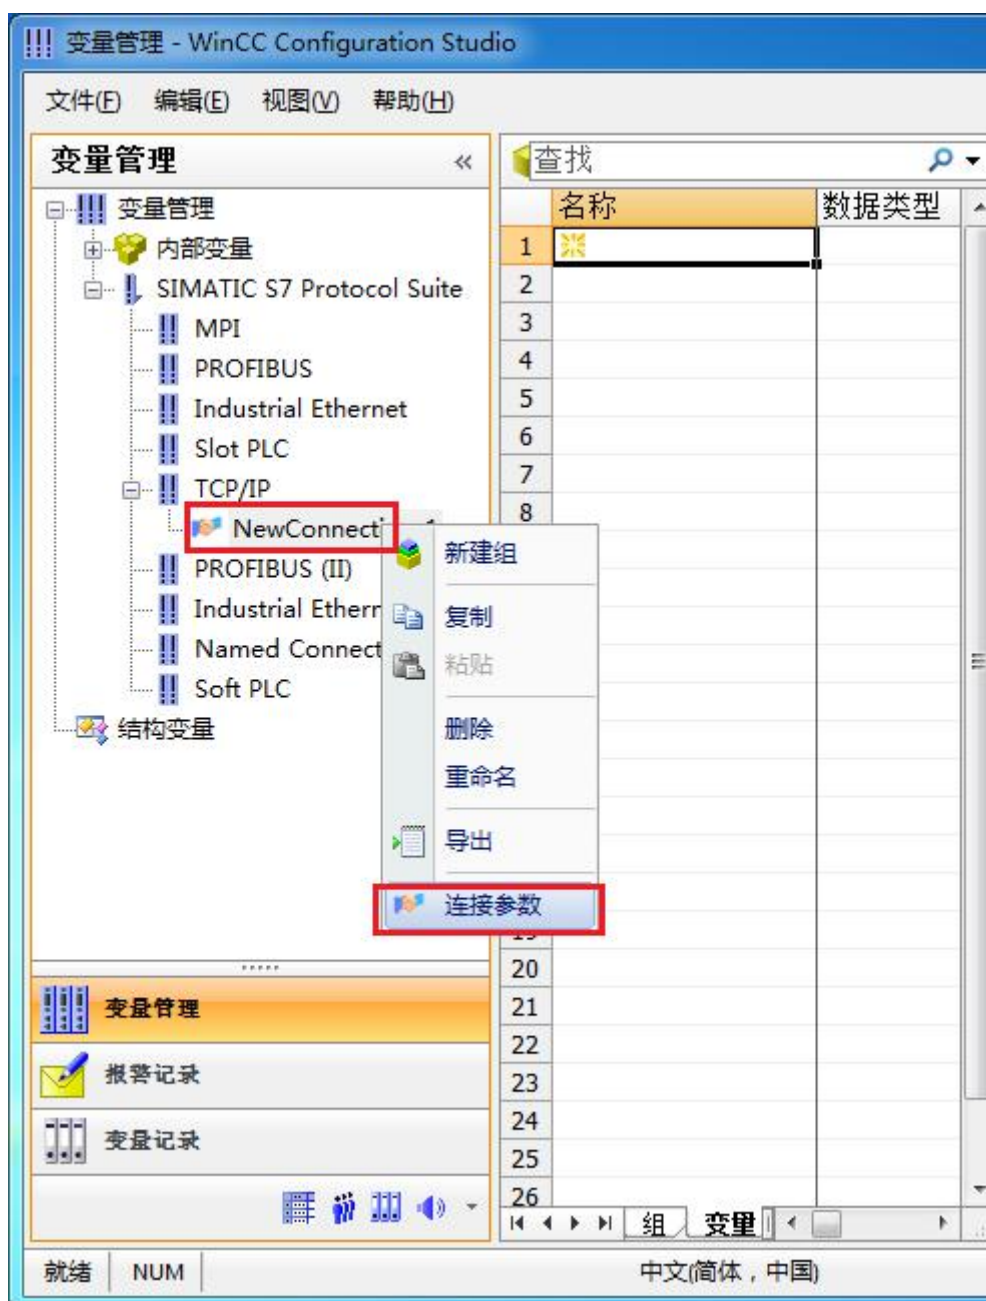 变量管理 - WinCC Configuration Stud
文件(F) 编辑(E) 视图(V) 帮助(H)
变量管理 «
查找
名称 数据类型
变量管理
内部变量
SIMATIC S7 Protocol Suite
MPI
PROFIBUS
Industrial Ethernet
Slot PLC
TCP/IP
NewConnecti
PROFIBUS (II)
Industrial Ethern
Named Connect
Soft PLC
结构变量
1
2
3
4
5
6
7
8
新建组
复制
粘贴
删除
重命名
导出
连接参数
19
20
21
22
23
24
25
26
变量管理
报警记录
变量记录
组 变量
就绪 NUM 中文(简体，中国)